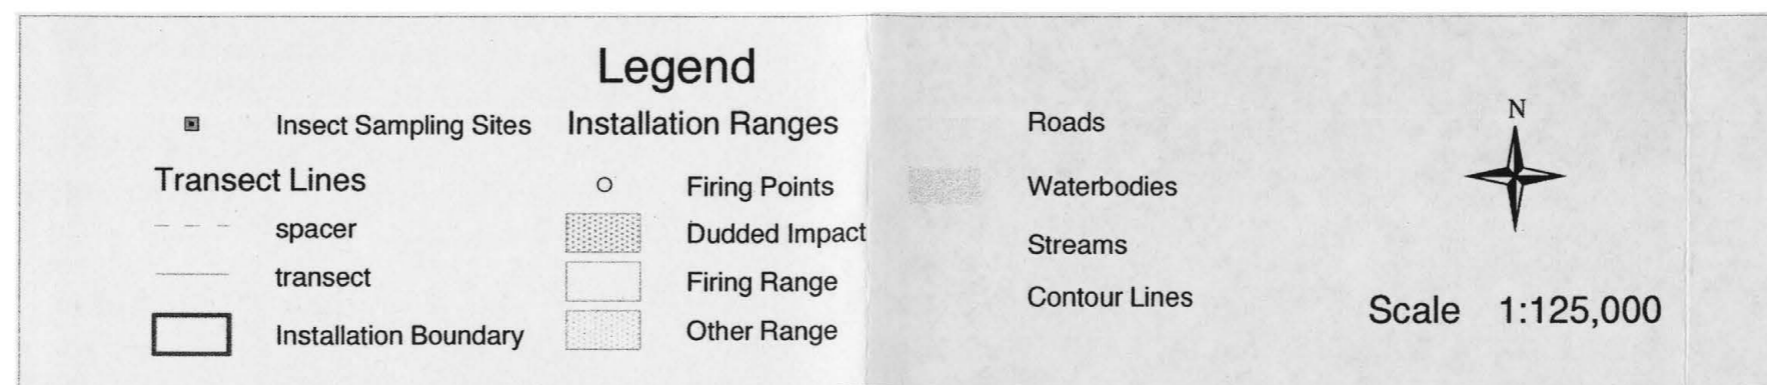 Legend
Insect Sampling Sites
Transect Lines
spacer
transect
Installation Boundary
Installation Ranges
Firing Points
Dudded Impact
Firing Range
Other Range
Roads
Waterbodies
Streams
Contour Lines
N
Scale 1:125,000